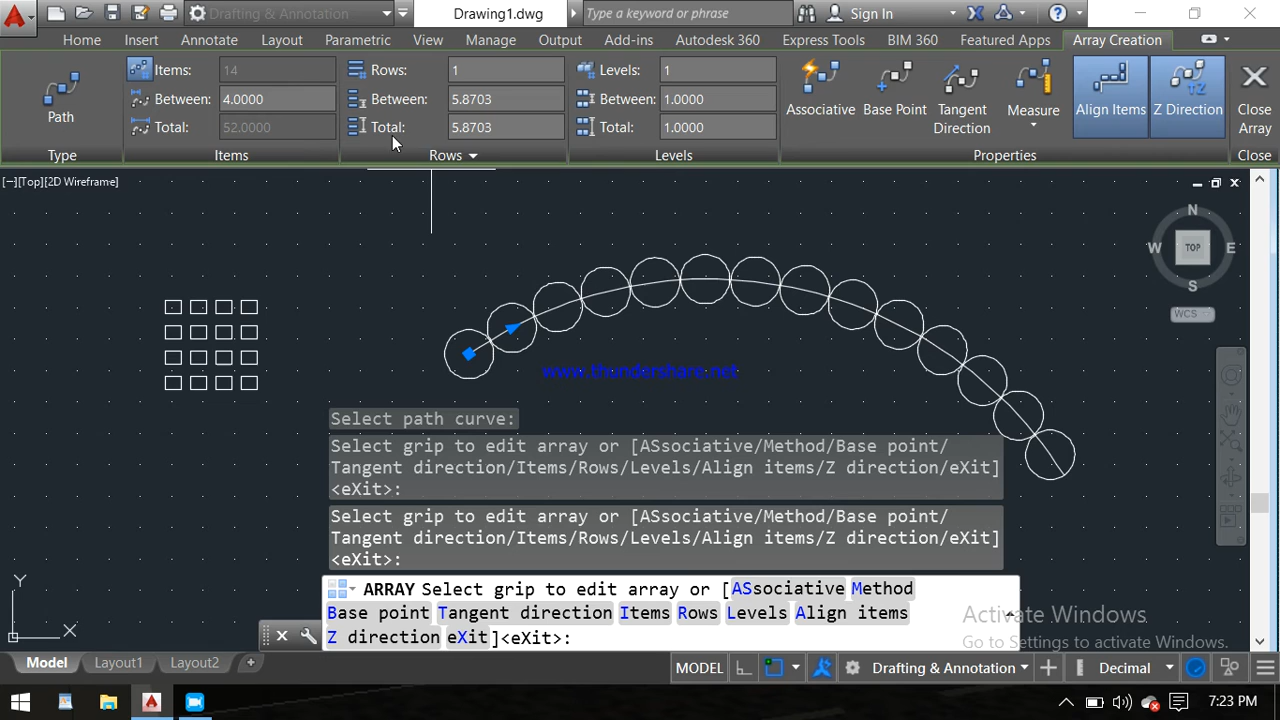 Drafting & Annotation
Drawing1.dwg
Type a keyword or phrase
Sign In
Home
Insert
Annotate
Layout
Parametric
View
Manage
Output
Add-ins
Autodesk 360
Express Tools
BIM 360
Featured Apps
Array Creation
Path
Type
Items: 14
Between: 4.0000
Total: 52.0000
Items
Rows: 1
Between: 5.8703
Total: 5.8703
Rows
Levels: 1
Between: 1.0000
Total: 1.0000
Levels
Associative
Base Point
Tangent
Direction
Measure
Align Items
Z Direction
Properties
Close
Array
Close
[−][Top][2D Wireframe]
N
W
TOP
E
S
WCS
www.thundershare.net
Select path curve:
Select grip to edit array or [ASsociative/Method/Base point/
Tangent direction/Items/Rows/Levels/Align items/Z direction/eXit]
<eXit>:
Select grip to edit array or [ASsociative/Method/Base point/
Tangent direction/Items/Rows/Levels/Align items/Z direction/eXit]
<eXit>:
ARRAY Select grip to edit array or [ASsociative Method
Base point Tangent direction Items Rows Levels Align items
Z direction eXit]<eXit>:
Y
X
Activate Windows
Go to Settings to activate Windows.
Model
Layout1
Layout2
MODEL
Drafting & Annotation
Decimal
7:23 PM